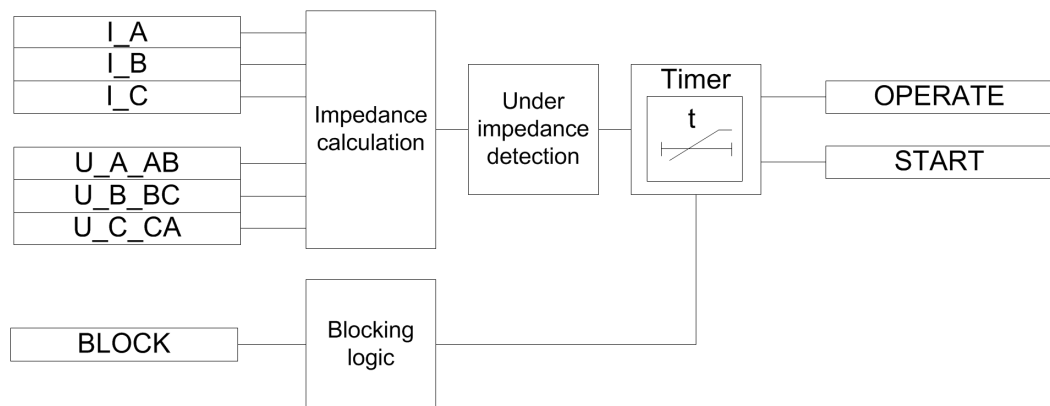 I_A
I_B
I_C
U_A_AB
U_B_BC
U_C_CA
BLOCK
Impedance
calculation
Blocking
logic
Under
impedance
detection
Timer
t
OPERATE
START